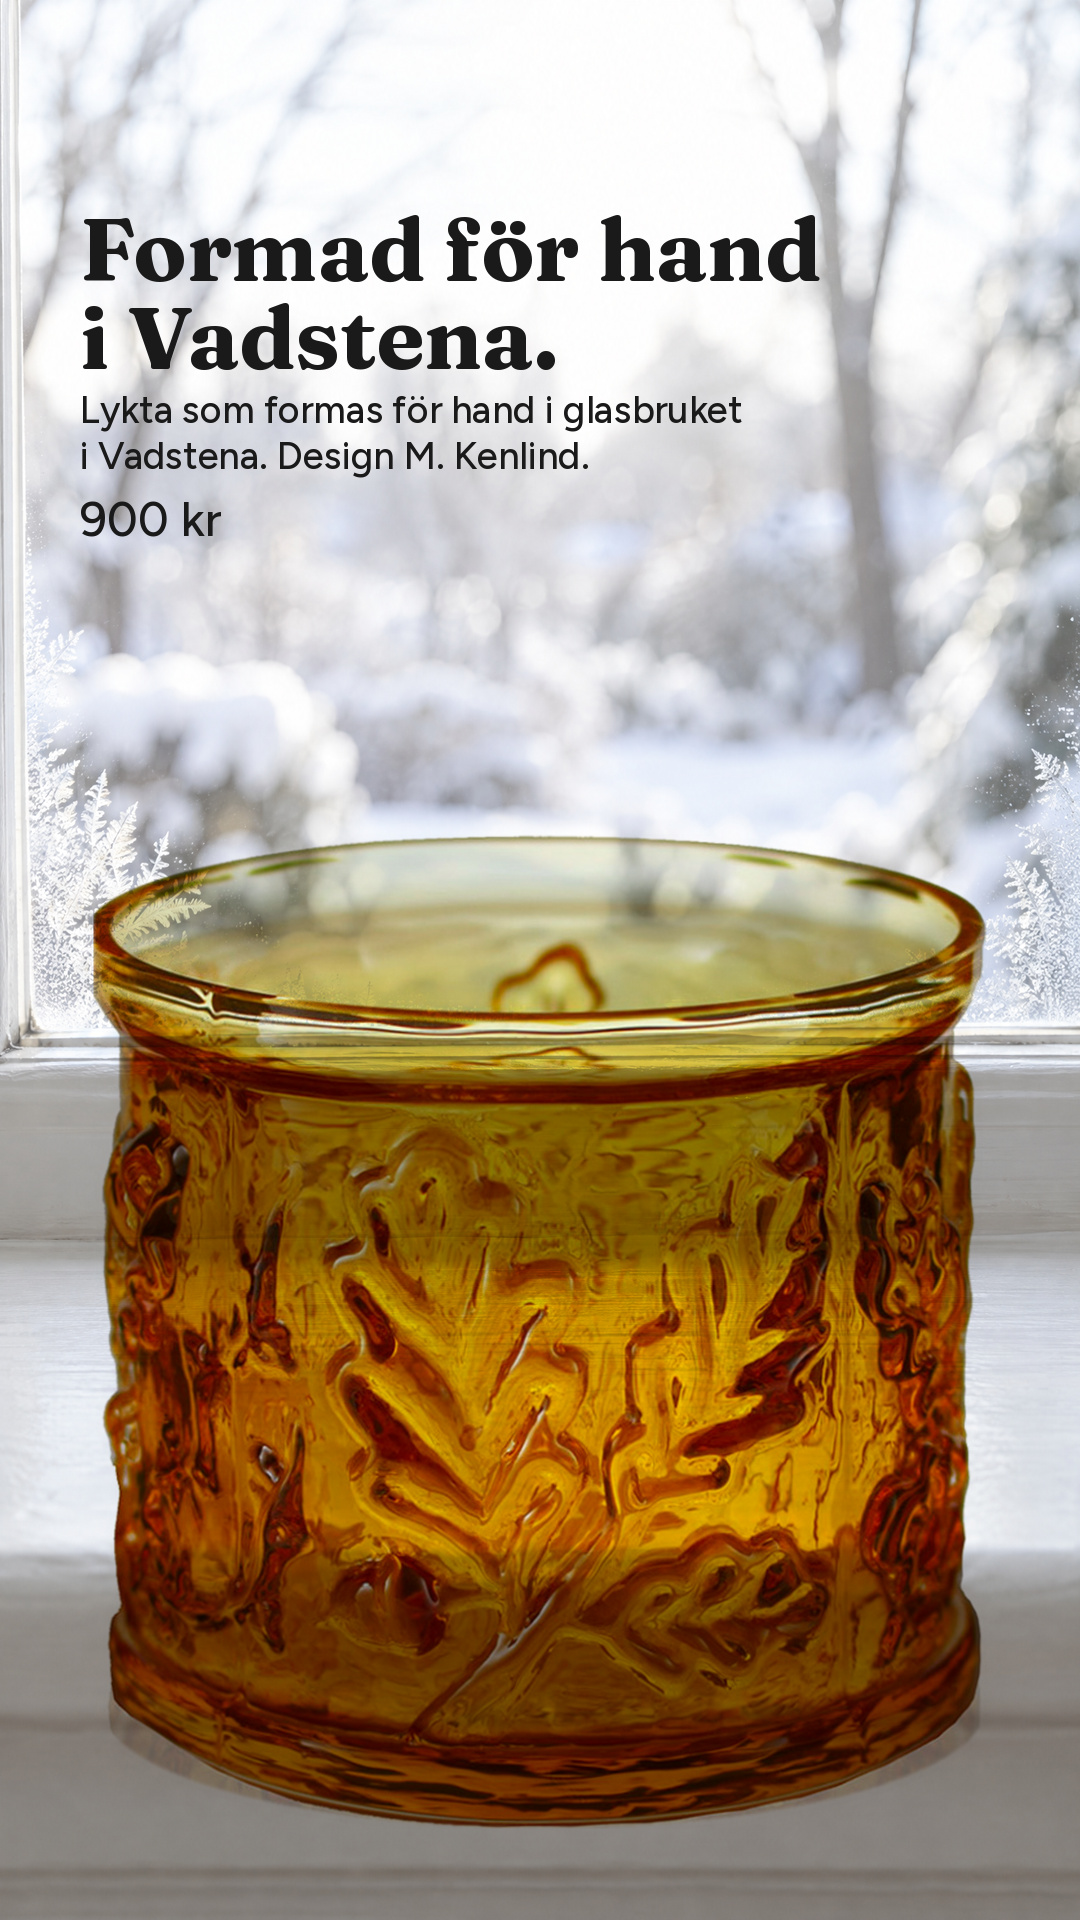 Formad för hand
i Vadstena.
Lykta som formas för hand i glasbruket
i Vadstena. Design M. Kenlind.
900 kr